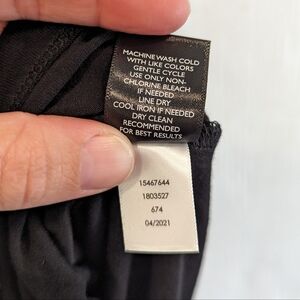 MACHINE WASH COLD
WITH LIKE COLORS
GENTLE CYCLE
USE ONLY NON-
CHLORINE BLEACH
IF NEEDED
LINE DRY
COOL IRON IF NEEDED
DRY CLEAN
RECOMMENDED
FOR BEST RESULTS
15467644
1803527
674
04/2021